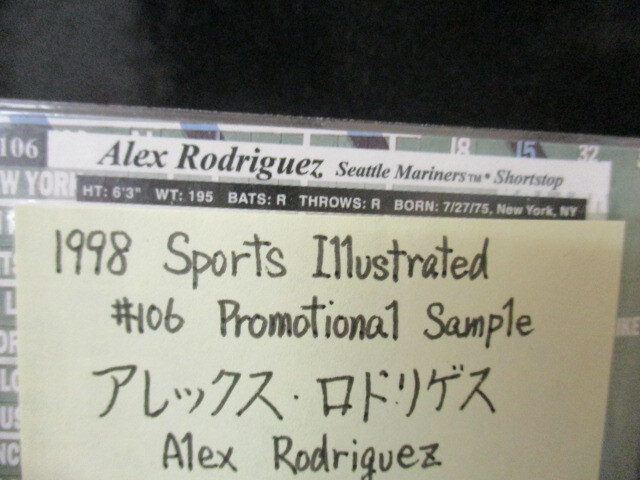 106 Alex Rodriguez Seattle Mariners™ • Shortstop
18 15 32
HT: 6'3" WT: 195 BATS: R THROWS: R BORN: 7/27/75, New York, NY
1998 Sports Illustrated
#106 Promotional Sample
アレックス・ロドリゲス
Alex Rodriguez